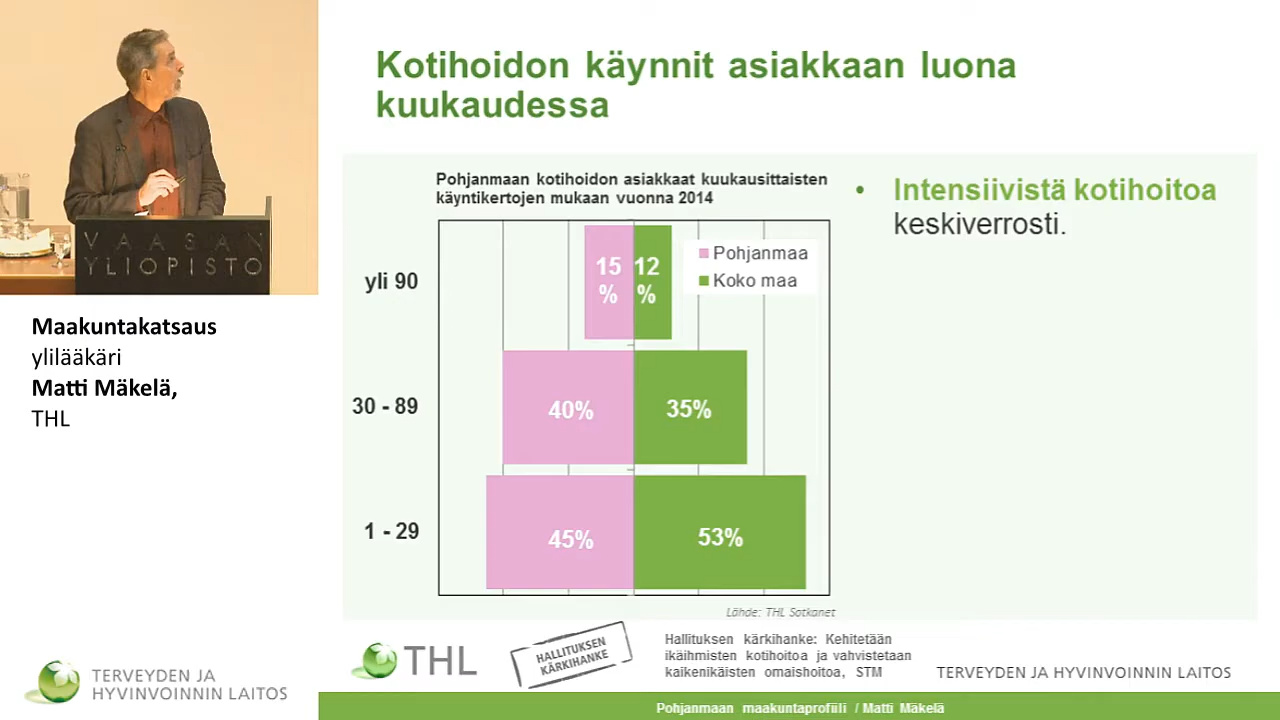 Kotihoidon käynnit asiakkaan luona
kuukaudessa
VAASAN
YLIOPISTO
Maakuntakatsaus
ylilääkäri
Matti Mäkelä,
THL
TERVEYDEN JA
HYVINVOINNIN LAITOS
Pohjanmaan kotihoidon asiakkaat kuukausittaisten
käyntikertojen mukaan vuonna 2014
Pohjanmaa
Koko maa
yli 90
15
%
12
%
30 - 89
40%
35%
1 - 29
45%
53%
Lähde: THL Sotkanet
• Intensiivistä kotihoitoa
keskiverrosti.
THL
HALLITUKSEN
KÄRKIHANKE
Hallituksen kärkihanke: Kehitetään
ikäihmisten kotihoitoa ja vahvistetaan
kaikenikäisten omaishoitoa, STM
TERVEYDEN JA HYVINVOINNIN LAITOS
Pohjanmaan maakuntaprofiili / Matti Mäkelä